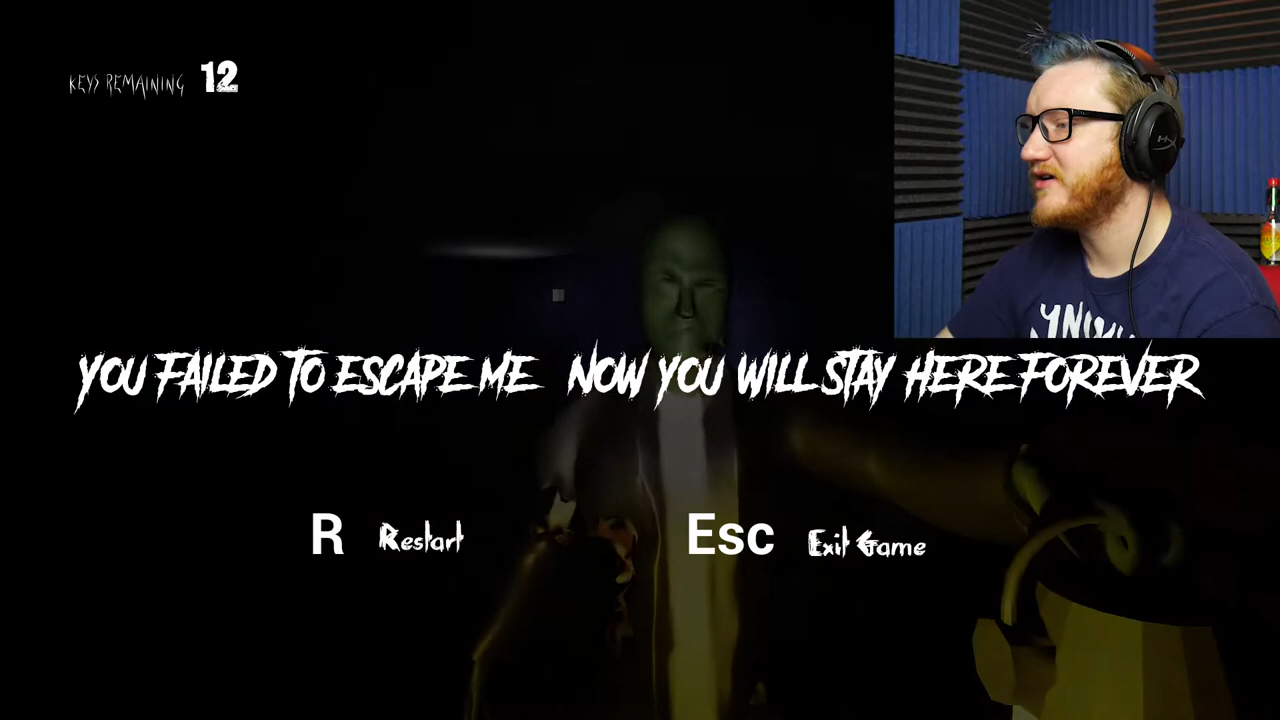 KEYS REMAINING 12
YOU FAILED TO ESCAPE ME NOW YOU WILL STAY HERE FOREVER
R Restart Esc Exit Game